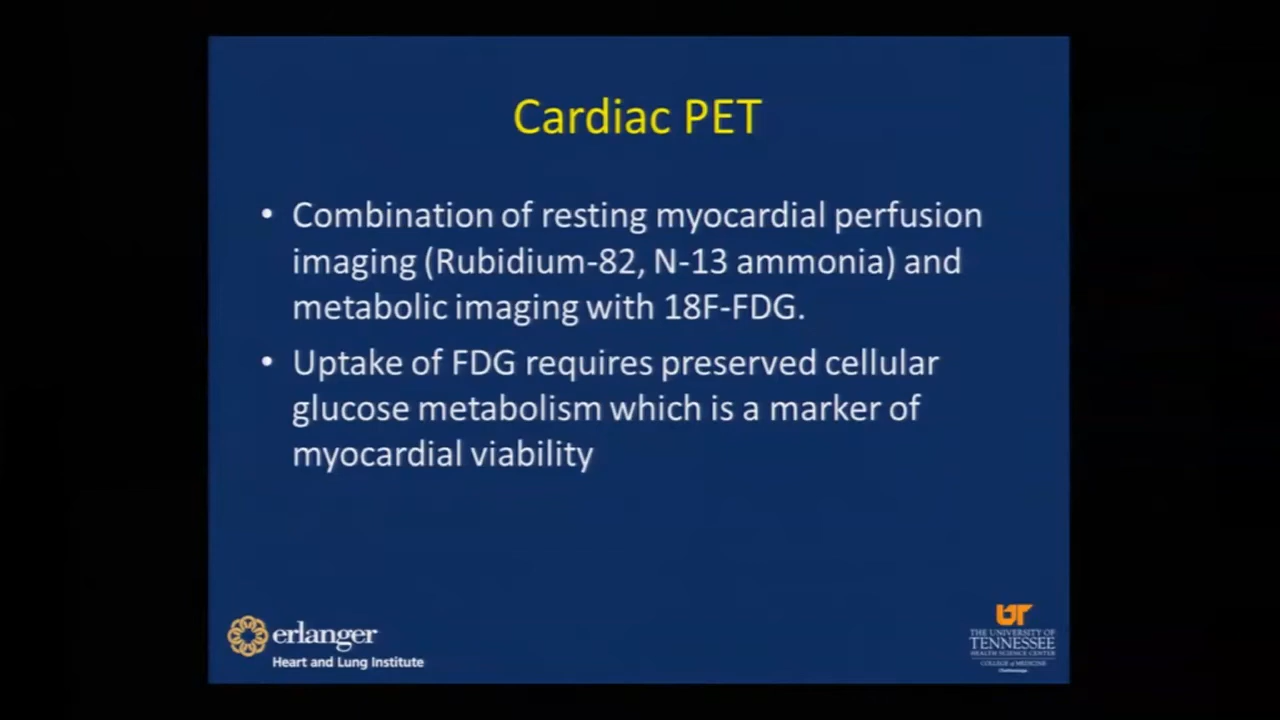 Cardiac PET
• Combination of resting myocardial perfusion
imaging (Rubidium-82, N-13 ammonia) and
metabolic imaging with 18F-FDG.
• Uptake of FDG requires preserved cellular
glucose metabolism which is a marker of
myocardial viability
erlanger
Heart and Lung Institute
UT
THE UNIVERSITY OF
TENNESSEE
HEALTH SCIENCE CENTER
COLLEGE of MEDICINE
Chattanooga